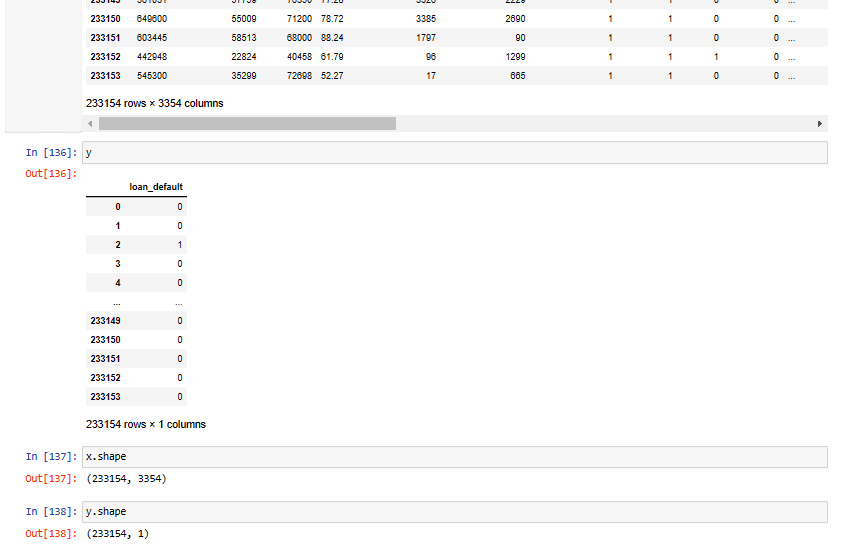 233150 649600 55009 71200 78.72 3385 2690 1 1 0 0 ...
233151 603445 58513 68000 88.24 1797 90 1 1 0 0 ...
233152 442948 22824 40458 61.79 96 1299 1 1 1 0 ...
233153 545300 35299 72698 52.27 17 665 1 1 0 0 ...
233154 rows × 3354 columns
In [136]: y
Out[136]:
loan_default
0 0
1 0
2 1
3 0
4 0
... ...
233149 0
233150 0
233151 0
233152 0
233153 0
233154 rows × 1 columns
In [137]: x.shape
Out[137]: (233154, 3354)
In [138]: y.shape
Out[138]: (233154, 1)